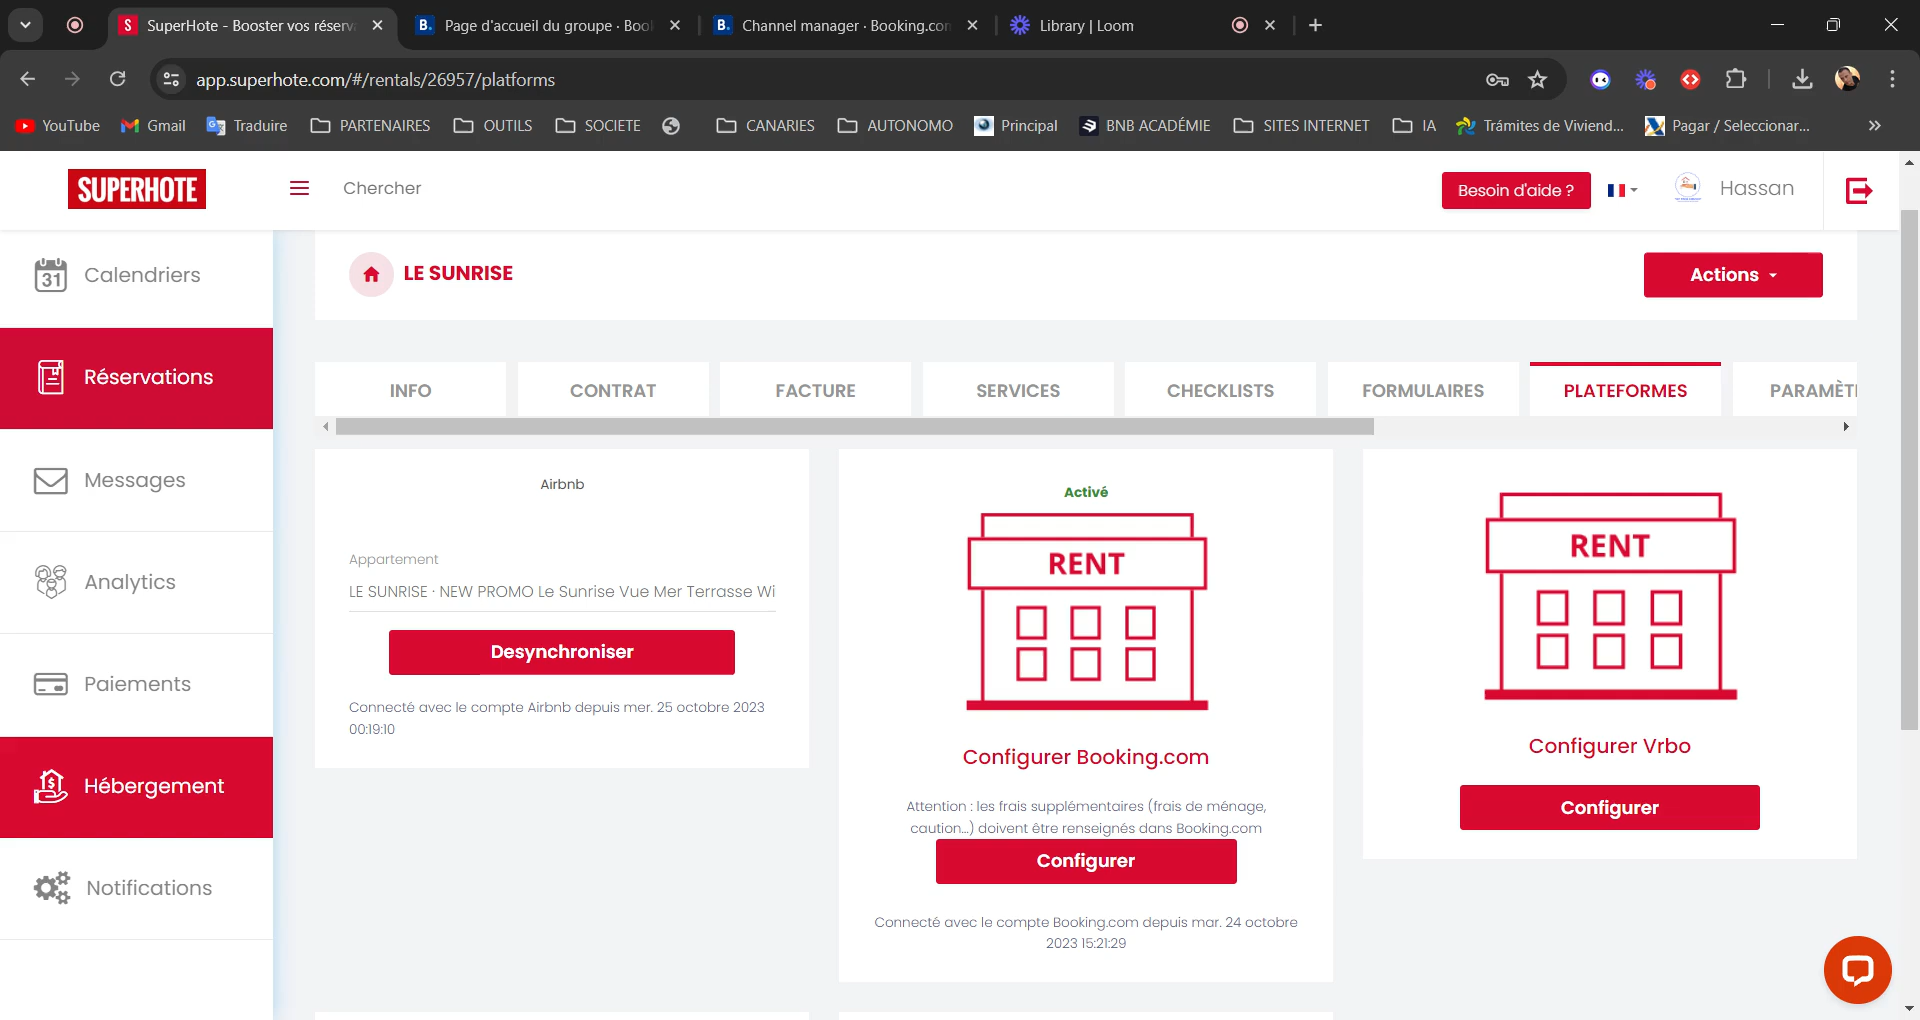 SuperHote - Booster vos réserv
Page d'accueil du groupe · Boo
Channel manager · Booking.con
Library | Loom
app.superhote.com/#/rentals/26957/platforms
YouTube
Gmail
Traduire
PARTENAIRES
OUTILS
SOCIETE
CANARIES
AUTONOMO
Principal
BNB ACADÉMIE
SITES INTERNET
IA
Trámites de Viviend...
Pagar / Seleccionar...
SUPERHOTE
Chercher
Besoin d'aide ?
Hassan
31 Calendriers
Réservations
Messages
Analytics
Paiements
Hébergement
Notifications
LE SUNRISE
Actions
INFO
CONTRAT
FACTURE
SERVICES
CHECKLISTS
FORMULAIRES
PLATEFORMES
PARAMÈTI
Airbnb
Appartement
LE SUNRISE · NEW PROMO Le Sunrise Vue Mer Terrasse Wi
Desynchroniser
Connecté avec le compte Airbnb depuis mer. 25 octobre 2023
00:19:10
Activé
RENT
Configurer Booking.com
Attention : les frais supplémentaires (frais de ménage,
caution...) doivent être renseignés dans Booking.com
Configurer
Connecté avec le compte Booking.com depuis mar. 24 octobre
2023 15:21:29
RENT
Configurer Vrbo
Configurer